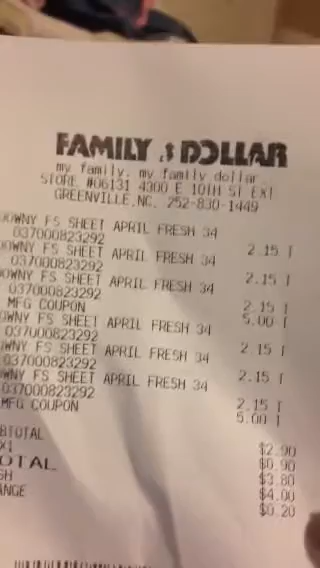 FAMILY $ DOLLAR
my family. my family dollar.
STORE #06131 4300 E 10TH ST EXT
GREENVILLE,NC. 252-830-1449
OWNY FS SHEET APRIL FRESH 34 2.15 T
037000823292
OWNY FS SHEET APRIL FRESH 34 2.15 T
037000823292
OWNY FS SHEET APRIL FRESH 34 2.15 T
037000823292
MFG COUPON 5.00 T
OWNY FS SHEET APRIL FRESH 34 2.15 T
037000823292
WNY FS SHEET APRIL FRESH 34 2.15 T
037000823292
WNY FS SHEET APRIL FRESH 34 2.15 T
037000823292
MFG COUPON 5.00 T
BTOTAL $2.90
X1 $0.90
OTAL $3.80
SH $4.00
ANGE $0.20